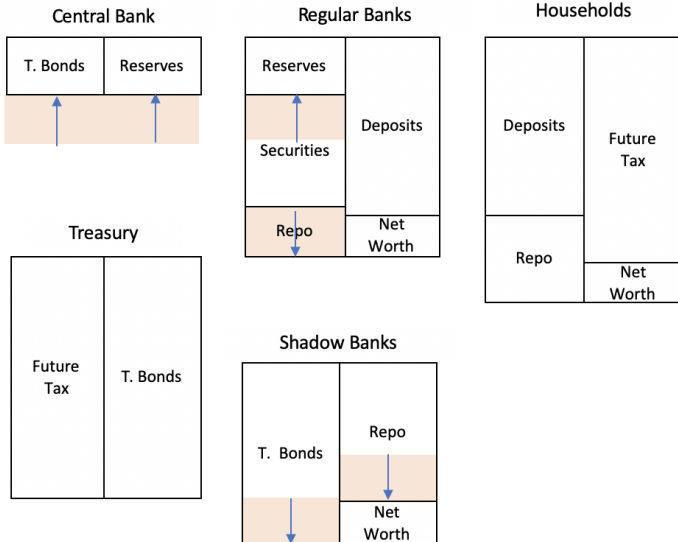 Central Bank
T. Bonds
Reserves
Regular Banks
Reserves
Securities
Repo
Deposits
Net
Worth
Households
Deposits
Repo
Future
Tax
Net
Worth
Treasury
Future
Tax
T. Bonds
Shadow Banks
T. Bonds
Repo
Net
Worth